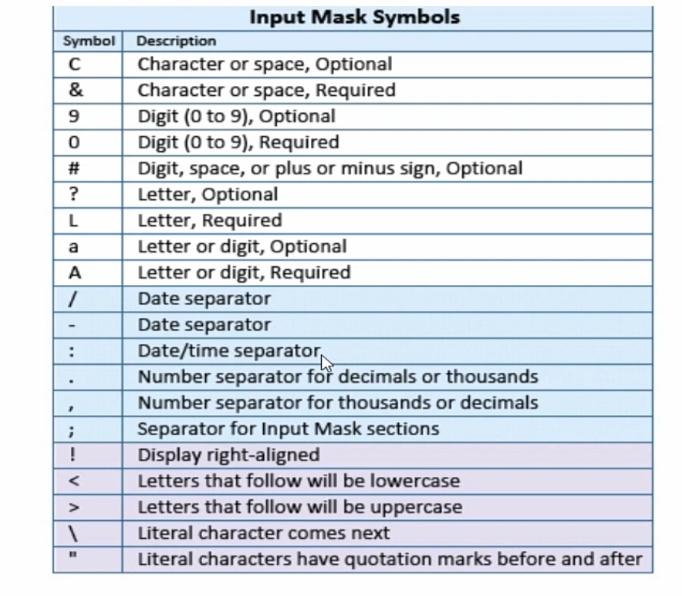 Input Mask Symbols
Symbol Description
C Character or space, Optional
& Character or space, Required
9 Digit (0 to 9), Optional
0 Digit (0 to 9), Required
# Digit, space, or plus or minus sign, Optional
? Letter, Optional
L Letter, Required
a Letter or digit, Optional
A Letter or digit, Required
/ Date separator
- Date separator
: Date/time separator
. Number separator for decimals or thousands
, Number separator for thousands or decimals
; Separator for Input Mask sections
! Display right-aligned
< Letters that follow will be lowercase
> Letters that follow will be uppercase
\ Literal character comes next
" Literal characters have quotation marks before and after